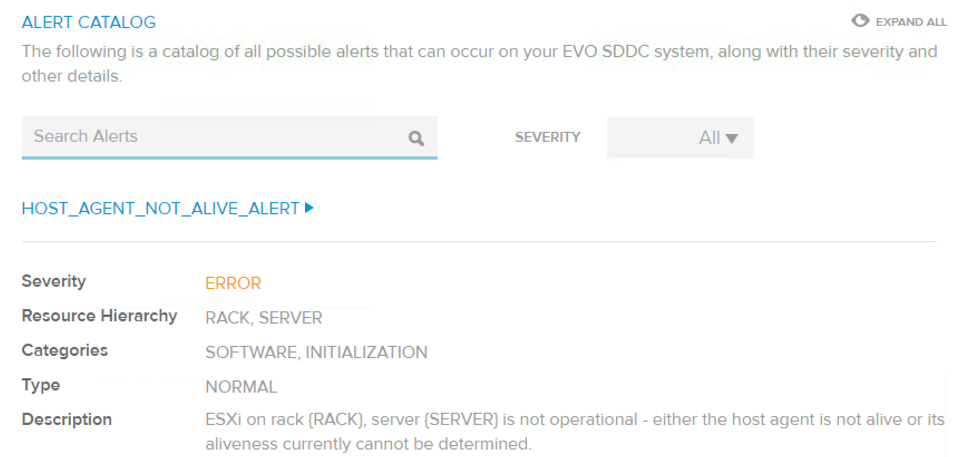 ALERT CATALOG
EXPAND ALL
The following is a catalog of all possible alerts that can occur on your EVO SDDC system, along with their severity and
other details.
Search Alerts
SEVERITY
All
HOST_AGENT_NOT_ALIVE_ALERT
Severity ERROR
Resource Hierarchy RACK, SERVER
Categories SOFTWARE, INITIALIZATION
Type NORMAL
Description ESXi on rack {RACK}, server {SERVER} is not operational - either the host agent is not alive or its
aliveness currently cannot be determined.